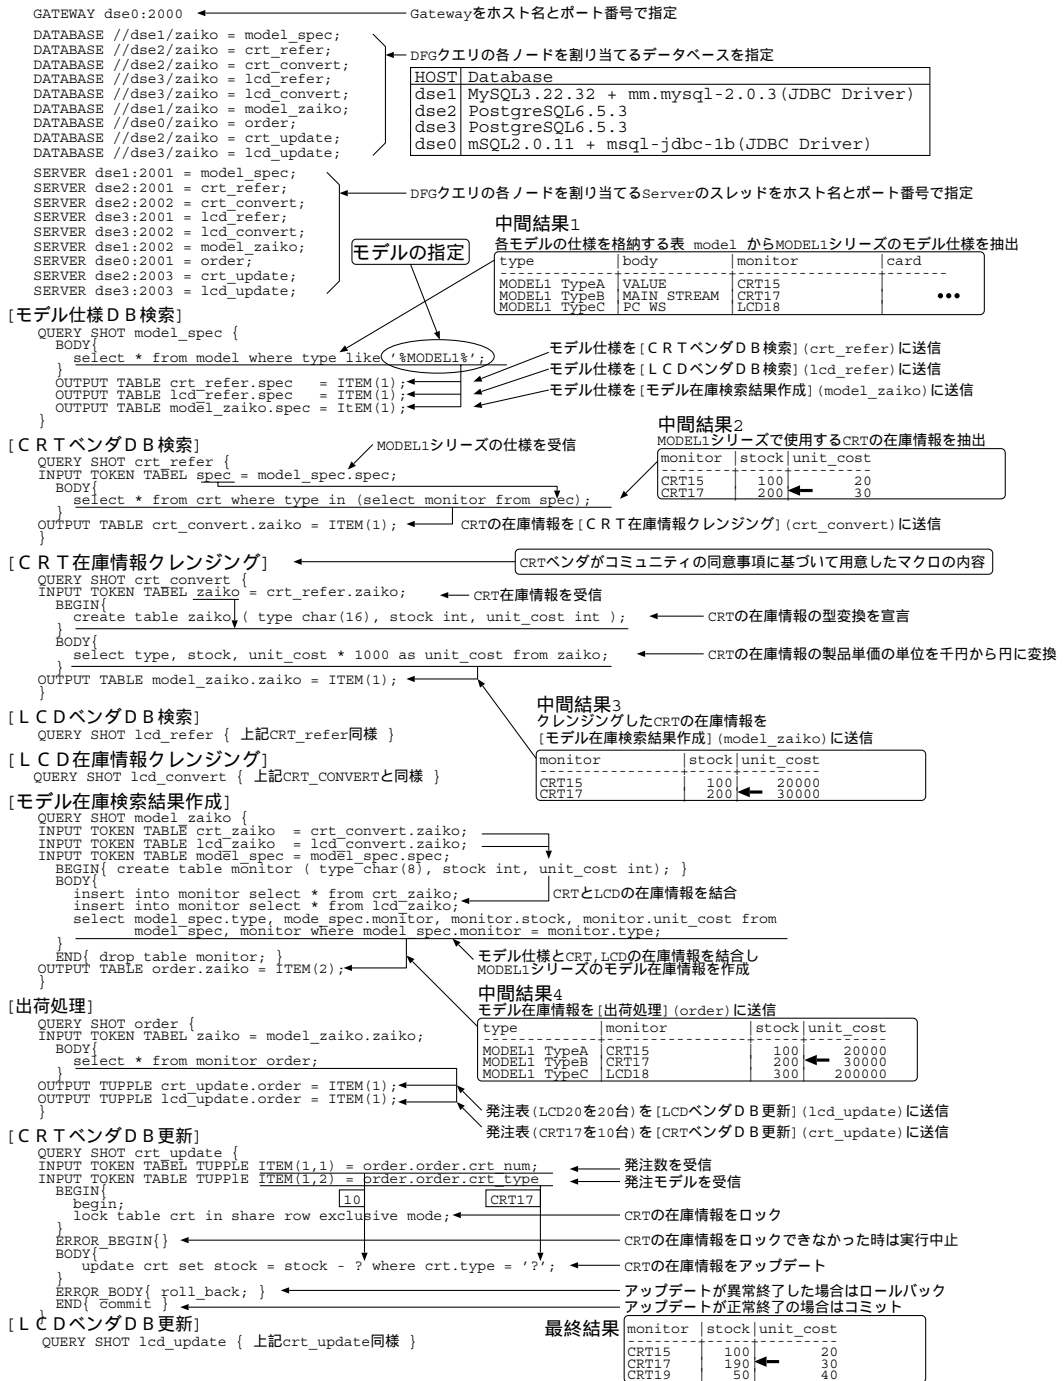 GATEWAY dse0:2000
Gatewayをホスト名とポート番号で指定
DATABASE //dse1/zaiko = model_spec;
DATABASE //dse2/zaiko = crt_refer;
DATABASE //dse2/zaiko = crt_convert;
DATABASE //dse3/zaiko = lcd_refer;
DATABASE //dse3/zaiko = lcd_convert;
DATABASE //dse1/zaiko = model_zaiko;
DATABASE //dse0/zaiko = order;
DATABASE //dse2/zaiko = crt_update;
DATABASE //dse3/zaiko = lcd_update;
DFGクエリの各ノードを割り当てるデータベースを指定
HOST Database
dse1 MySQL3.22.32 + mm.mysql-2.0.3(JDBC Driver)
dse2 PostgreSQL6.5.3
dse3 PostgreSQL6.5.3
dse0 mSQL2.0.11 + msql-jdbc-1b(JDBC Driver)
SERVER dse1:2001 = model_spec;
SERVER dse2:2001 = crt_refer;
SERVER dse2:2002 = crt_convert;
SERVER dse3:2001 = lcd_refer;
SERVER dse3:2002 = lcd_convert;
SERVER dse1:2002 = model_zaiko;
SERVER dse0:2001 = order;
SERVER dse2:2003 = crt_update;
SERVER dse3:2003 = lcd_update;
DFGクエリの各ノードを割り当てるServerのスレッドをホスト名とポート番号で指定
モデルの指定
中間結果1
各モデルの仕様を格納する表 model からMODEL1シリーズのモデル仕様を抽出
type |body |monitor |card
MODEL1 TypeA |VALUE |CRT15
MODEL1 TypeB |MAIN STREAM |CRT17 •••
MODEL1 TypeC |PC WS |LCD18
[モデル仕様ＤＢ検索]
QUERY SHOT model_spec {
BODY{
select * from model where type like '%MODEL1%';
}
OUTPUT TABLE crt_refer.spec = ITEM(1);
OUTPUT TABLE lcd_refer.spec = ITEM(1);
OUTPUT TABLE model_zaiko.spec = ItEM(1);
}
モデル仕様を[ＣＲＴベンダＤＢ検索](crt_refer)に送信
モデル仕様を[ＬＣＤベンダＤＢ検索](lcd_refer)に送信
モデル仕様を[モデル在庫検索結果作成](model_zaiko)に送信
[ＣＲＴベンダＤＢ検索]
MODEL1シリーズの仕様を受信
QUERY SHOT crt_refer {
INPUT TOKEN TABEL spec = model_spec.spec;
BODY{
select * from crt where type in (select monitor from spec);
}
OUTPUT TABLE crt_convert.zaiko = ITEM(1);
}
CRTの在庫情報を[ＣＲＴ在庫情報クレンジング](crt_convert)に送信
中間結果2
MODEL1シリーズで使用するCRTの在庫情報を抽出
monitor |stock|unit_cost
CRT15 | 100| 20
CRT17 | 200| 30
[ＣＲＴ在庫情報クレンジング]
CRTベンダがコミュニティの同意事項に基づいて用意したマクロの内容
QUERY SHOT crt_convert {
INPUT TOKEN TABEL zaiko = crt_refer.zaiko;
CRT在庫情報を受信
BEGIN{
create table zaiko ( type char(16), stock int, unit_cost int );
}
CRTの在庫情報の型変換を宣言
BODY{
select type, stock, unit_cost * 1000 as unit_cost from zaiko;
}
CRTの在庫情報の製品単価の単位を千円から円に変換
OUTPUT TABLE model_zaiko.zaiko = ITEM(1);
}
[ＬＣＤベンダＤＢ検索]
QUERY SHOT lcd_refer { 上記CRT_refer同様 }
[ＬＣＤ在庫情報クレンジング]
QUERY SHOT lcd_convert { 上記CRT_CONVERTと同様 }
中間結果3
クレンジングしたCRTの在庫情報を
[モデル在庫検索結果作成](model_zaiko)に送信
monitor |stock|unit_cost
CRT15 | 100| 20000
CRT17 | 200| 30000
[モデル在庫検索結果作成]
QUERY SHOT model_zaiko {
INPUT TOKEN TABLE crt_zaiko = crt_convert.zaiko;
INPUT TOKEN TABLE lcd_zaiko = lcd_convert.zaiko;
INPUT TOKEN TABLE model_spec = model_spec.spec;
BEGIN{ create table monitor ( type char(8), stock int, unit_cost int); }
BODY{
insert into monitor select * from crt_zaiko;
insert into monitor select * from lcd_zaiko;
CRTとLCDの在庫情報を結合
select model_spec.type, mode_spec.monitor, monitor.stock, monitor.unit_cost from
model_spec, monitor where model_spec.monitor = monitor.type;
}
END{ drop table monitor; }
OUTPUT TABLE order.zaiko = ITEM(2);
}
モデル仕様とCRT,LCDの在庫情報を結合し
MODEL1シリーズのモデル在庫情報を作成
中間結果4
モデル在庫情報を[出荷処理](order)に送信
type |monitor |stock|unit_cost
MODEL1 TypeA |CRT15 | 100| 20000
MODEL1 TypeB |CRT17 | 200| 30000
MODEL1 TypeC |LCD18 | 300| 200000
[出荷処理]
QUERY SHOT order {
INPUT TOKEN TABEL zaiko = model_zaiko.zaiko;
BODY{
select * from monitor order;
}
OUTPUT TUPPLE crt_update.order = ITEM(1);
OUTPUT TUPPLE lcd_update.order = ITEM(1);
}
発注表(LCD20を20台)を[LCDベンダＤＢ更新](lcd_update)に送信
発注表(CRT17を10台)を[CRTベンダＤＢ更新](crt_update)に送信
[ＣＲＴベンダＤＢ更新]
QUERY SHOT crt_update {
INPUT TOKEN TABEL TUPPLE ITEM(1,1) = order.order.crt_num;
INPUT TOKEN TABEL TUPPlE ITEM(1,2) = order.order.crt_type
発注数を受信
発注モデルを受信
BEGIN{
begin;
lock table crt in share row exclusive mode;
}
10
CRT17
CRTの在庫情報をロック
ERROR_BEGIN{}
CRTの在庫情報をロックできなかった時は実行中止
BODY{
update crt set stock = stock - ? where crt.type = '?';
}
CRTの在庫情報をアップデート
ERROR_BODY{ roll_back; }
アップデートが異常終了した場合はロールバック
END{ commit }
アップデートが正常終了の場合はコミット
}
[ＬＣＤベンダＤＢ更新]
QUERY SHOT lcd_update { 上記crt_update同様 }
最終結果
monitor |stock|unit_cost
CRT15 | 100| 20
CRT17 | 190| 30
CRT19 | 50| 40